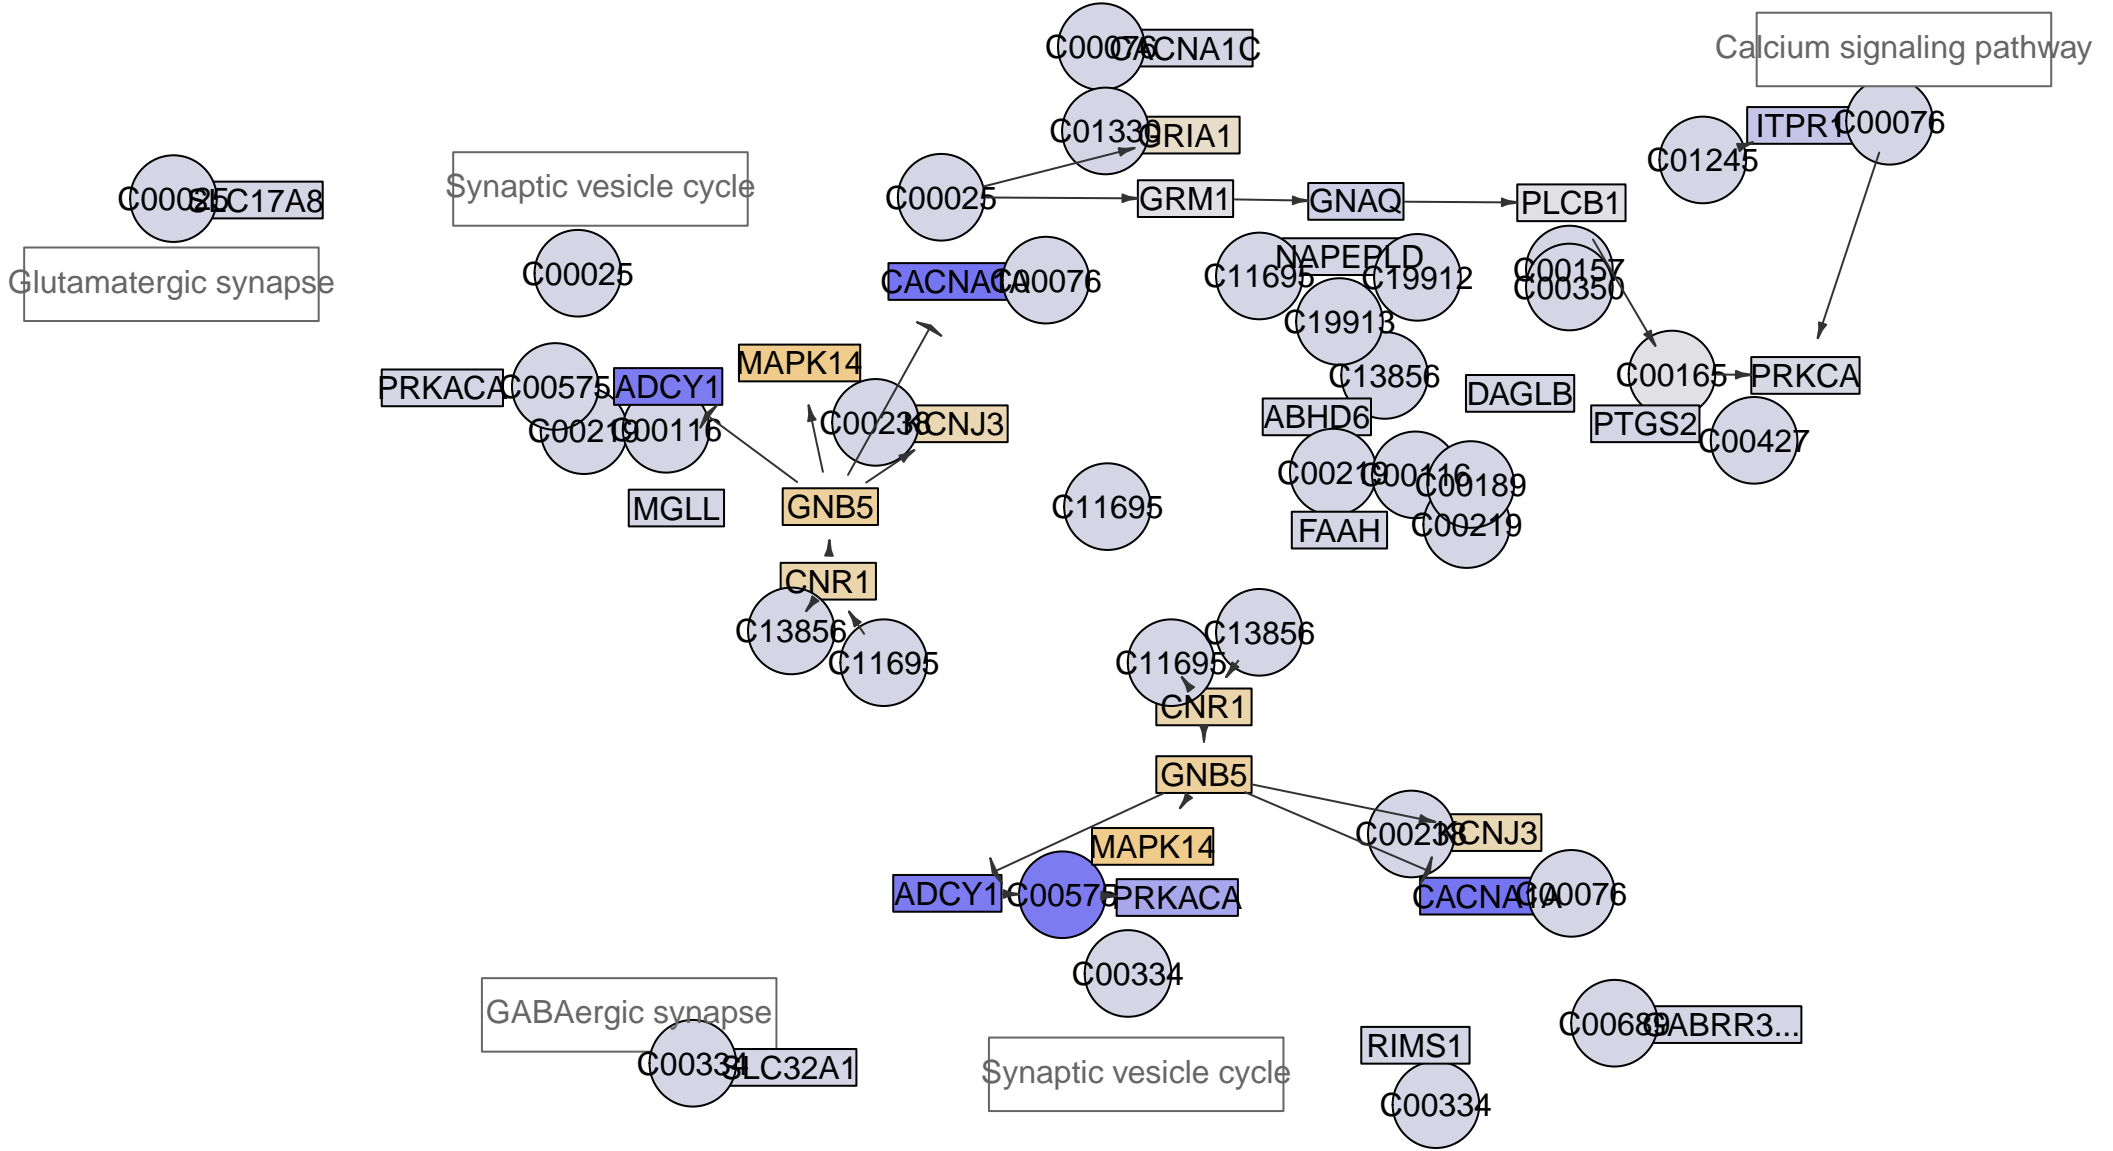 C00076
CACNA1C
Calcium signaling pathway
C01330
GRIA1
ITPR1
C00076
C01245
C00025
SLC17A8
Synaptic vesicle cycle
C00025
GRM1
GNAQ
PLCB1
Glutamatergic synapse
C00025
CACNA1A
C00076
C11695
NAPEPLD
C19912
C00157
C00350
C19913
MAPK14
PRKACA
C00575
ADCY1
C13856
DAGLB
C00165
PRKCA
C00219
C00116
C00238
KCNJ3
ABHD6
PTGS2
C00427
C00219
C00116
C00189
MGLL
GNB5
C11695
FAAH
C00219
CNR1
C13856
C11695
C11695
C13856
CNR1
GNB5
MAPK14
C00238
KCNJ3
ADCY1
C00575
PRKACA
CACNA1A
C00076
C00334
GABAergic synapse
C00334
SLC32A1
Synaptic vesicle cycle
RIMS1
C00334
C00689
GABRR3...